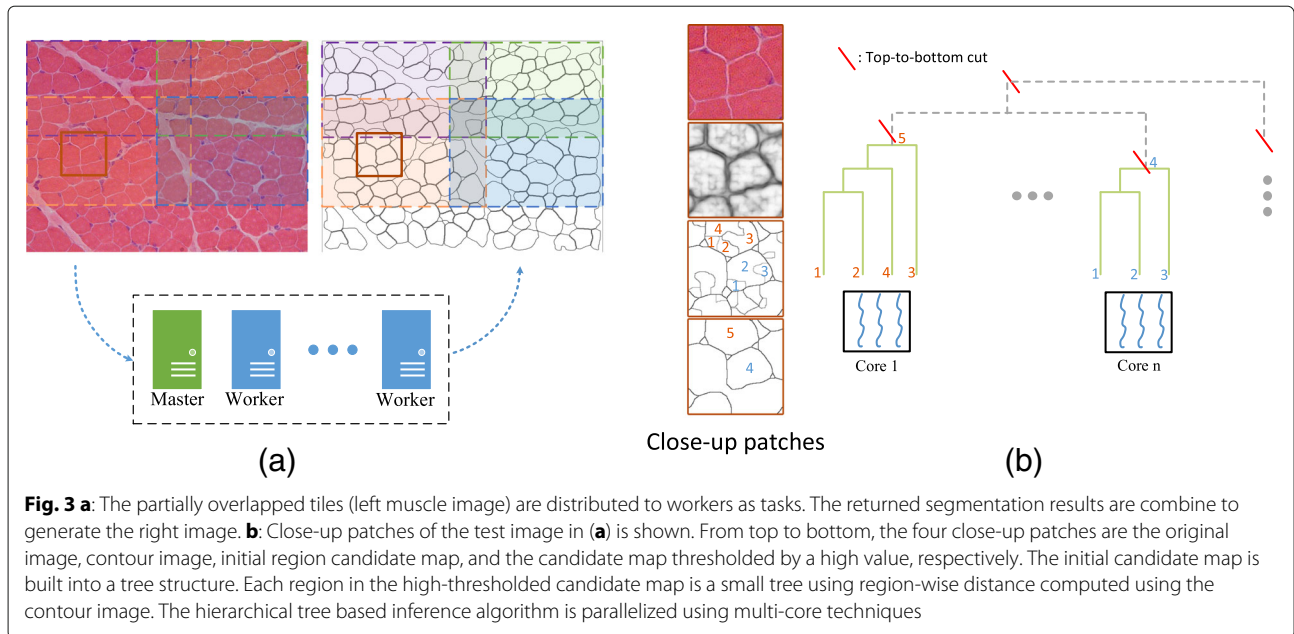 : Top-to-bottom cut
5
4
4
1 2 3
2 3
1
5
4
1 2 4 3
1 2 3
Core 1
Core n
Master Worker Worker
Close-up patches
(a)
(b)
Fig. 3 a: The partially overlapped tiles (left muscle image) are distributed to workers as tasks. The returned segmentation results are combine to
generate the right image. b: Close-up patches of the test image in (a) is shown. From top to bottom, the four close-up patches are the original
image, contour image, initial region candidate map, and the candidate map thresholded by a high value, respectively. The initial candidate map is
built into a tree structure. Each region in the high-thresholded candidate map is a small tree using region-wise distance computed using the
contour image. The hierarchical tree based inference algorithm is parallelized using multi-core techniques